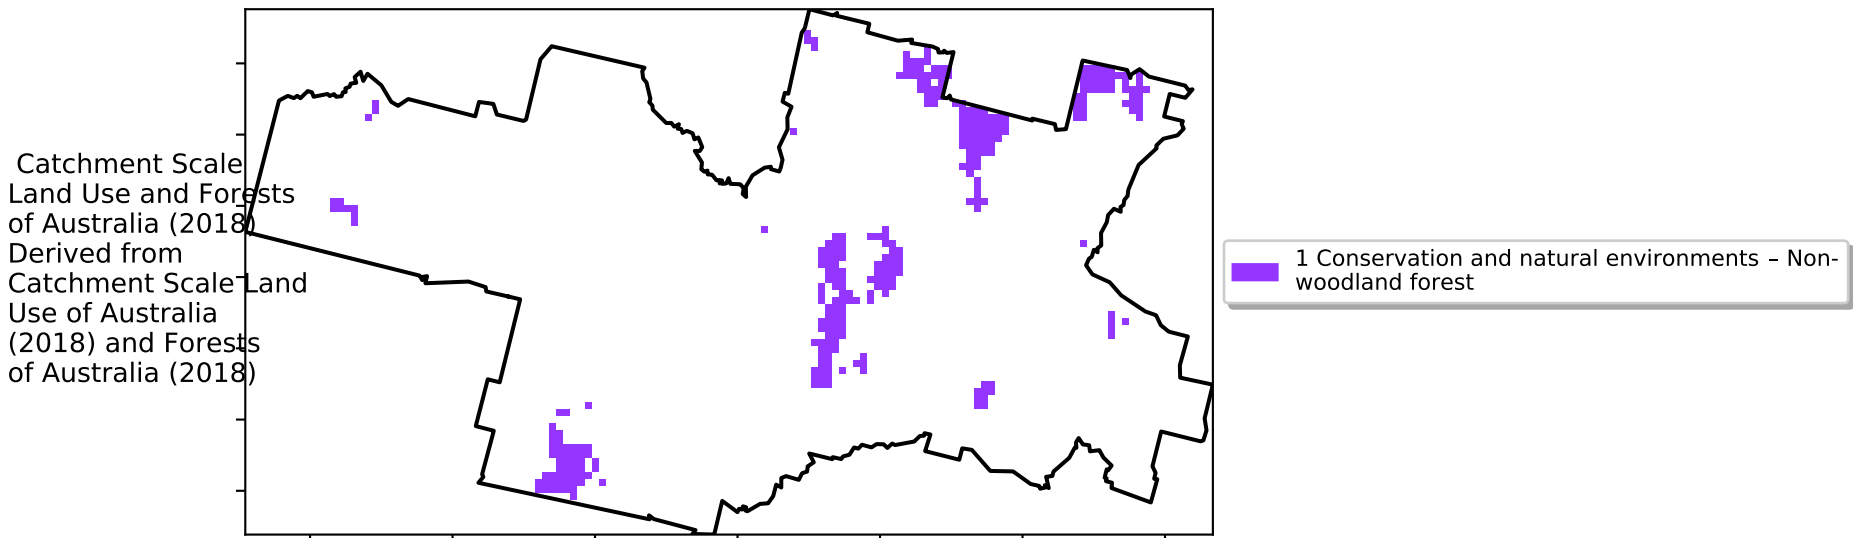 Catchment Scale
Land Use and Forests
of Australia (2018)
Derived from
Catchment Scale Land
Use of Australia
(2018) and Forests
of Australia (2018)
1 Conservation and natural environments – Non-
woodland forest